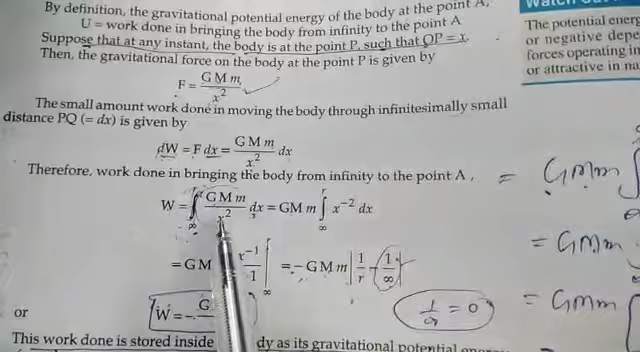 By definition, the gravitational potential energy of the body at the point A,
U = work done in bringing the body from infinity to the point A
Suppose that at any instant, the body is at the point P, such that OP = x.
Then, the gravitational force on the body at the point P is given by
F = G M m / x²
The small amount work done in moving the body through infinitesimally small
distance PQ (= dx) is given by
dW = F dx = G M m / x² dx
Therefore, work done in bringing the body from infinity to the point A ,
W = ∫_∞^r G M m / x² dx = GM m ∫_∞^r x⁻² dx
= GM | x⁻¹ / 1 |_∞ = – GM m | 1/r – 1/∞ |
or W = – G
This work done is stored inside dy as its gravitational potential
The potential energ
or negative depe
forces operating in
or attractive in na
= GMm ∫
= GMm
= GMm
1/∞ = 0